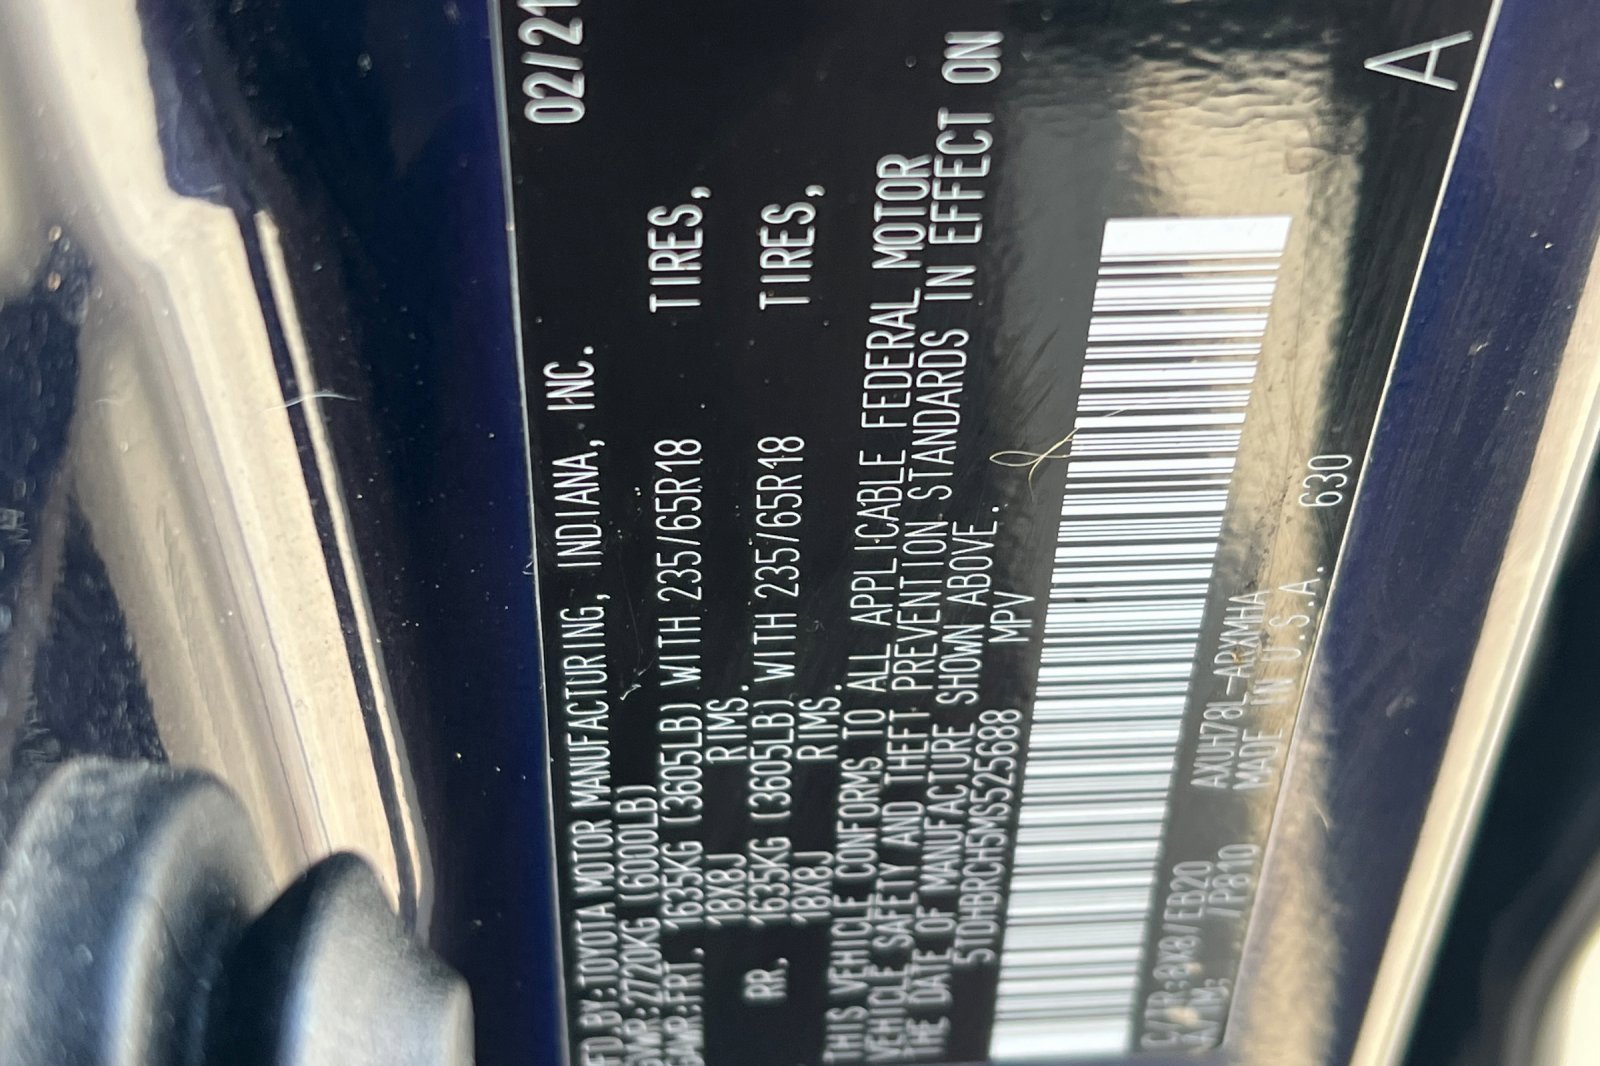 MFD.BY:TOYOTA MOTOR MANUFACTURING, INDIANA, INC. 02/21
GVWR:2720KG (6000LB)
GAWR:FRT. 1635KG (3605LB) WITH 235/65R18 TIRES,
18X8J RIMS.
RR. 1635KG (3605LB) WITH 235/65R18 TIRES,
18X8J RIMS.
THIS VEHICLE CONFORMS TO ALL APPLICABLE FEDERAL MOTOR
VEHICLE SAFETY AND THEFT PREVENTION STANDARDS IN EFFECT ON
THE DATE OF MANUFACTURE SHOWN ABOVE.
5TDHBRCH5MS525688 MPV
C/TR:8X8/EB20 AXUH78L-ARXMHA
A/TM: /P810 MADE IN U.S.A. 630
A